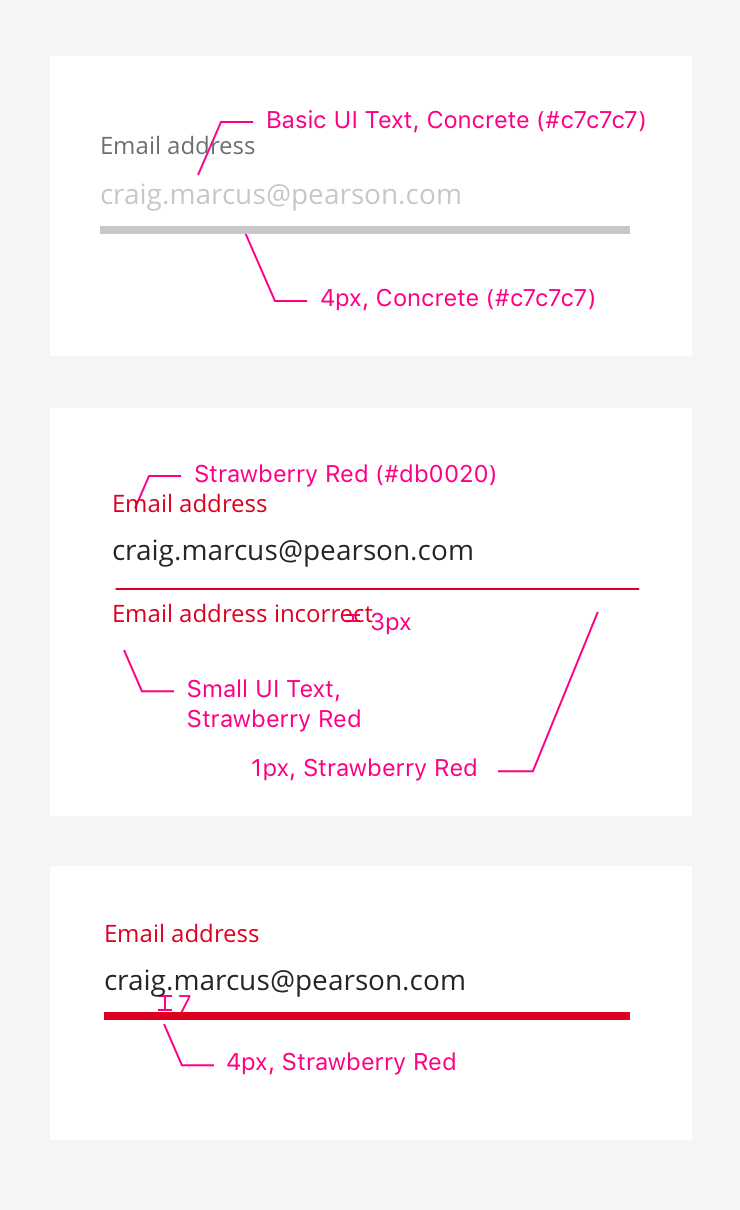 Basic UI Text, Concrete (#c7c7c7)
Email address
craig.marcus@pearson.com
4px, Concrete (#c7c7c7)
Strawberry Red (#db0020)
Email address
craig.marcus@pearson.com
Email address incorrect
3px
Small UI Text,
Strawberry Red
1px, Strawberry Red
Email address
craig.marcus@pearson.com
7
4px, Strawberry Red